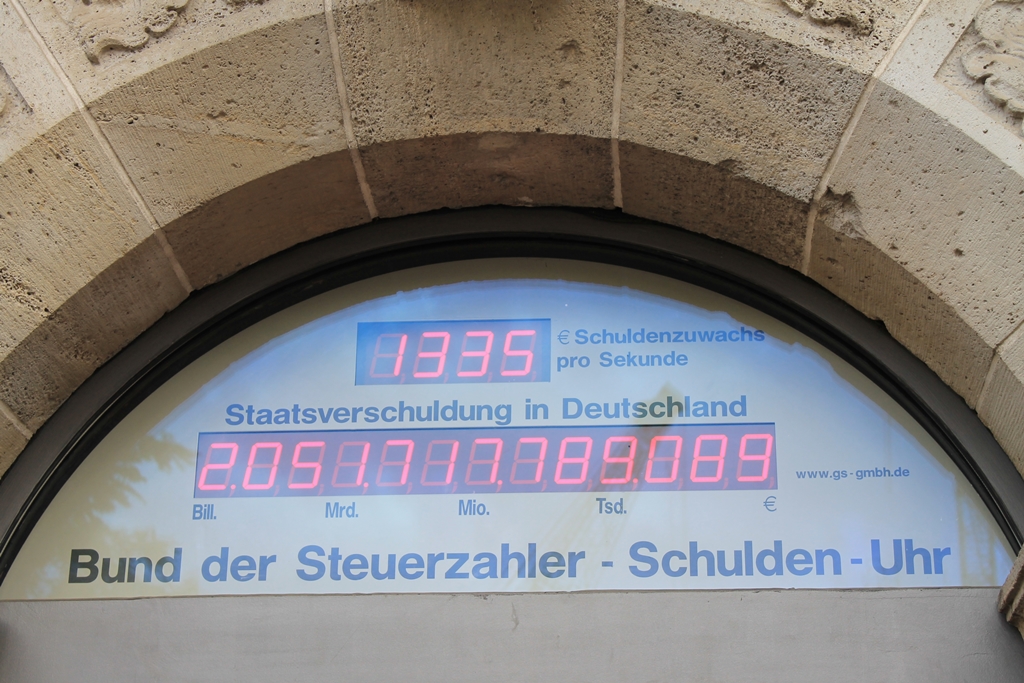 1335 € Schuldenzuwachs
pro Sekunde
Staatsverschuldung in Deutschland
2.051.717.789.089
www.gs-gmbh.de
Bill. Mrd. Mio. Tsd. €
Bund der Steuerzahler - Schulden - Uhr